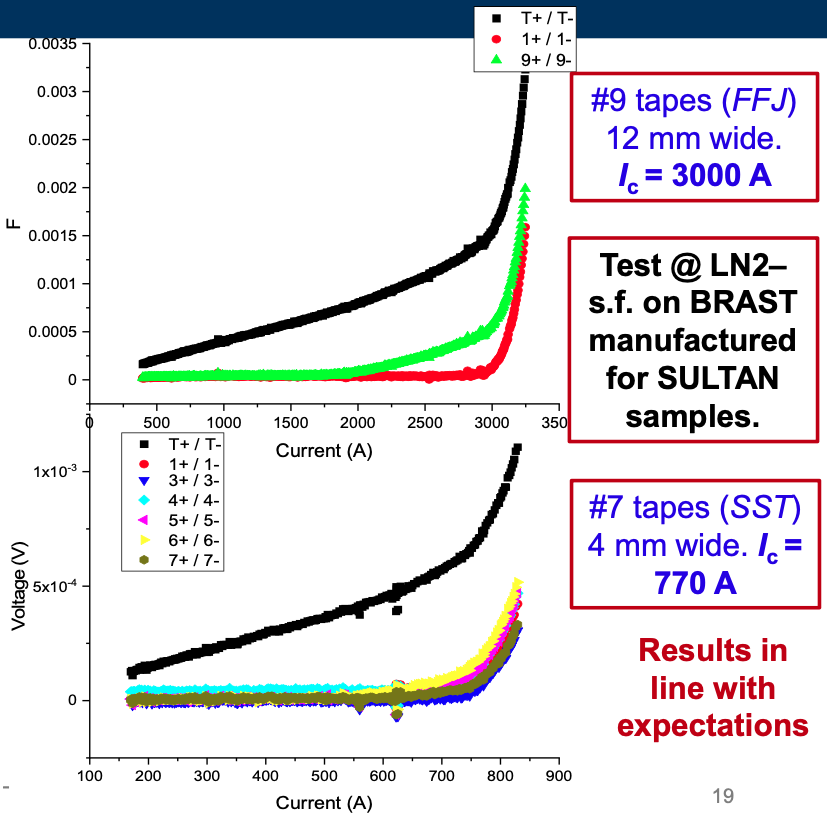 T+ / T-
1+ / 1-
9+ / 9-
0.0035
0.003
0.0025
0.002
0.0015
0.001
0.0005
0
F
0 500 1000 1500 2000 2500 3000 350
Current (A)
#9 tapes (FFJ)
12 mm wide.
Ic = 3000 A
Test @ LN2–
s.f. on BRAST
manufactured
for SULTAN
samples.
T+ / T-
1+ / 1-
3+ / 3-
4+ / 4-
5+ / 5-
6+ / 6-
7+ / 7-
1x10-3
5x10-4
0
Voltage (V)
100 200 300 400 500 600 700 800 900
Current (A)
#7 tapes (SST)
4 mm wide. Ic =
770 A
Results in
line with
expectations
19